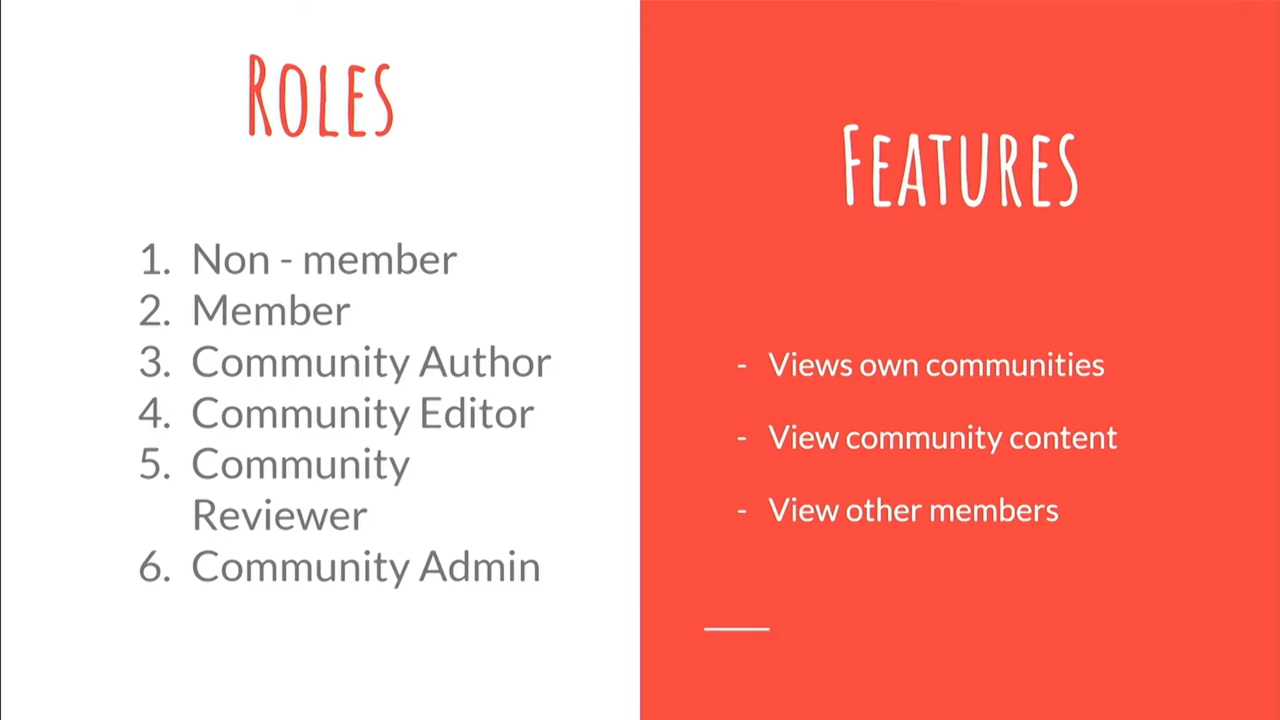 ROLES
1. Non - member
2. Member
3. Community Author
4. Community Editor
5. Community
Reviewer
6. Community Admin
FEATURES
- Views own communities
- View community content
- View other members